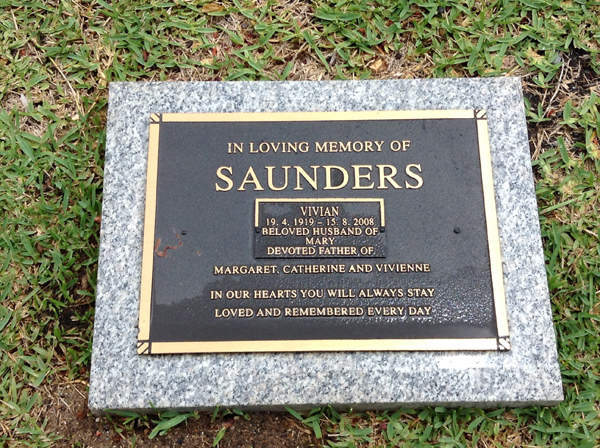 IN LOVING MEMORY OF
SAUNDERS
VIVIAN
19. 4. 1919 – 15. 8. 2008
BELOVED HUSBAND OF
MARY
DEVOTED FATHER OF
MARGARET, CATHERINE AND VIVIENNE
IN OUR HEARTS YOU WILL ALWAYS STAY
LOVED AND REMEMBERED EVERY DAY